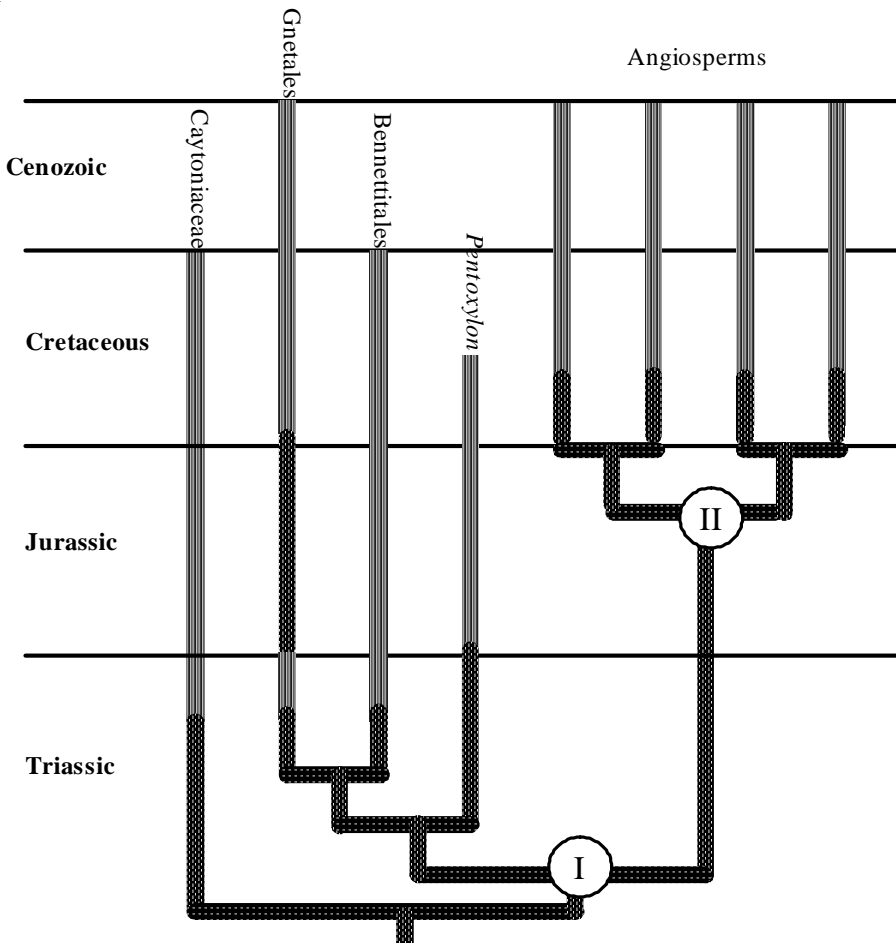 Gnetales
Angiosperms
Caytoniaceae
Bennettitales
Cenozoic
Pentoxylon
Cretaceous
II
Jurassic
Triassic
I